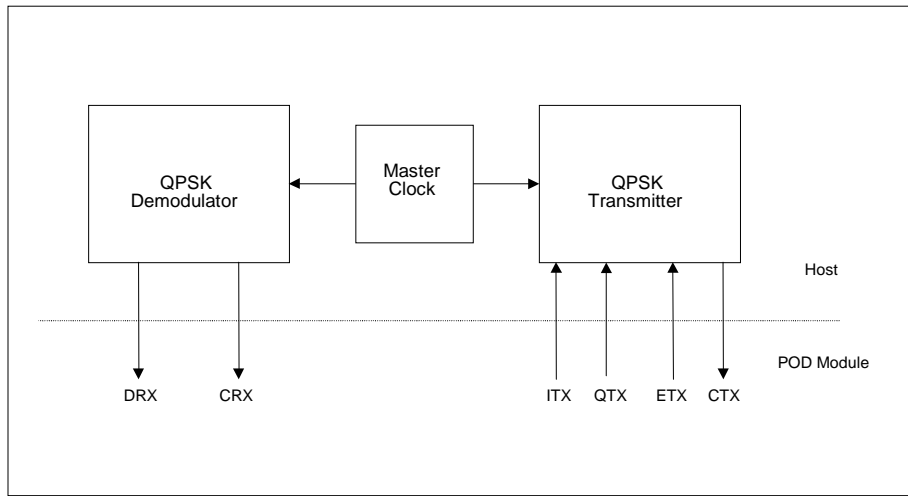 QPSK
Demodulator
Master
Clock
QPSK
Transmitter
Host
POD Module
DRX
CRX
ITX
QTX
ETX
CTX